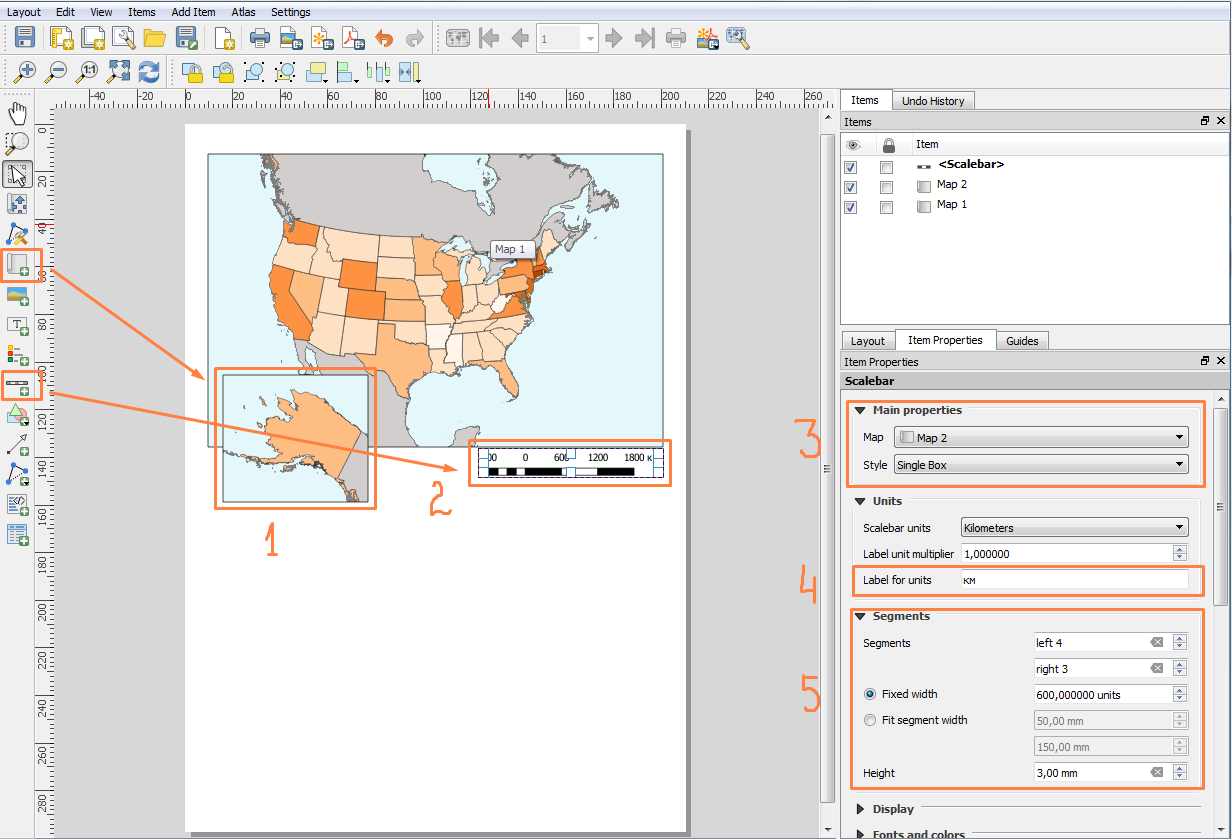 Layout Edit View Items Add Item Atlas Settings
1
1:1
-40 -20 0 20 40 60 80 100 120 140 160 180 200 220 240 260
Items Undo History
Items
Item
<Scalebar>
Map 2
Map 1
0
20
40
60
80
100
120
140
160
180
200
220
240
260
280
Map 1
T
Layout Item Properties Guides
Item Properties
Scalebar
3
Main properties
Map Map 2
Style Single Box
0 600 1200 1800 к
1
2
Units
Scalebar units Kilometers
Label unit multiplier 1,000000
4
Label for units км
Segments
Segments left 4
right 3
5
Fixed width 600,000000 units
Fit segment width 50,00 mm
150,00 mm
Height 3,00 mm
Display
Fonts and colors